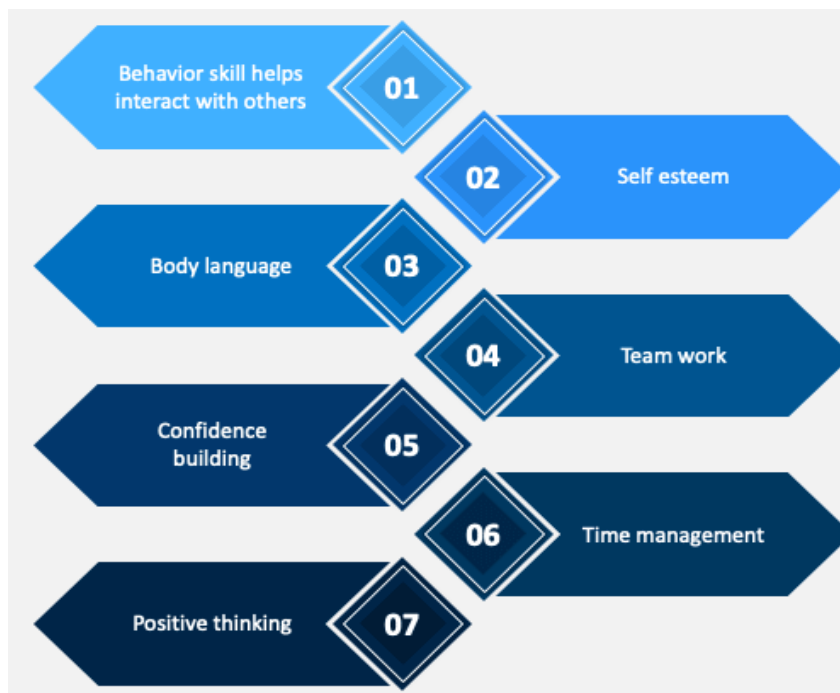 Behavior skill helps
interact with others
01
02
Self esteem
Body language
03
04
Team work
Confidence
building
05
06
Time management
Positive thinking
07